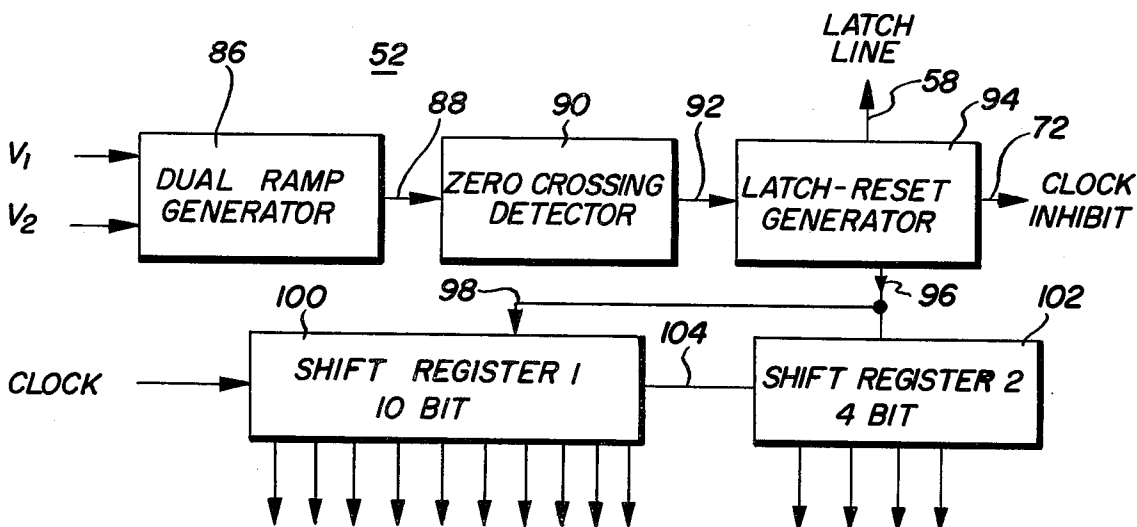 LATCH
LINE
86
52
88
90
92
58
94
72
V1
V2
DUAL RAMP
GENERATOR
ZERO CROSSING
DETECTOR
LATCH-RESET
GENERATOR
CLOCK
INHIBIT
100
98
96
102
104
CLOCK
SHIFT REGISTER 1
10 BIT
SHIFT REGISTER 2
4 BIT